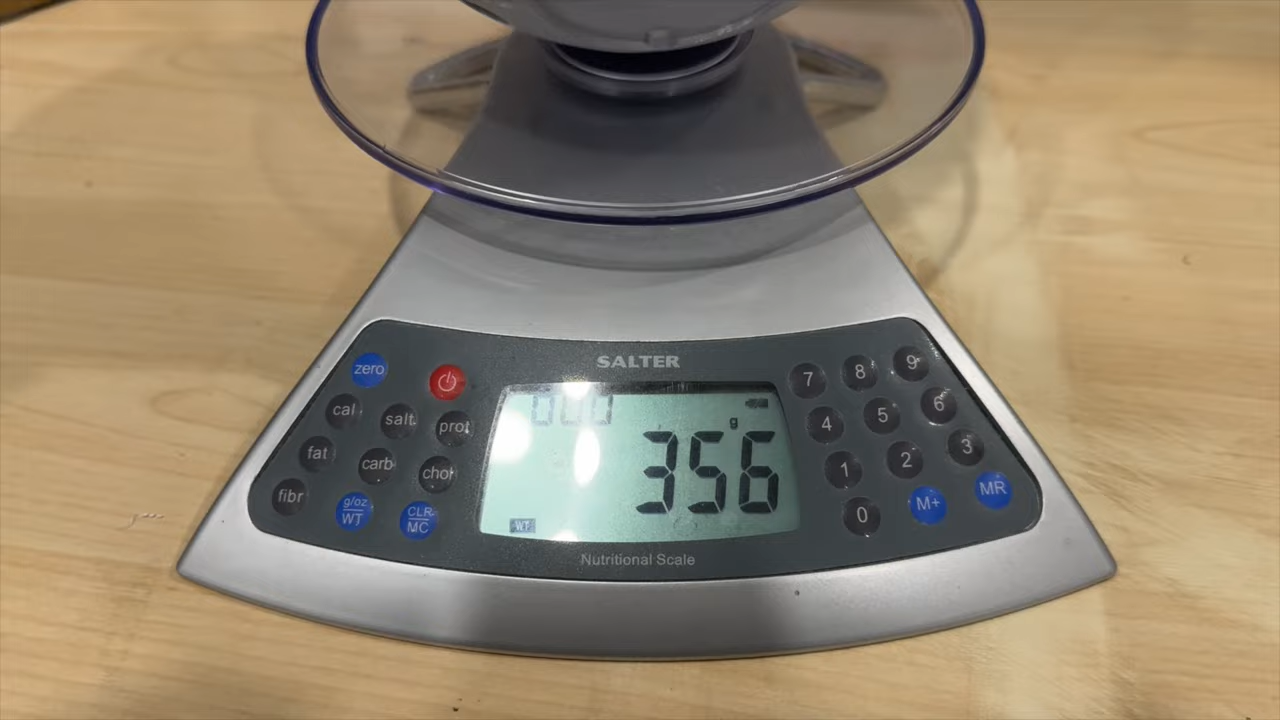 SALTER
zero
cal
salt
prot
fat
carb
chol
fibr
g/oz
WT
CLR
MC
000
g
356
WT
7 8 9
4 5 6
1 2 3
0 M+ MR
Nutritional Scale